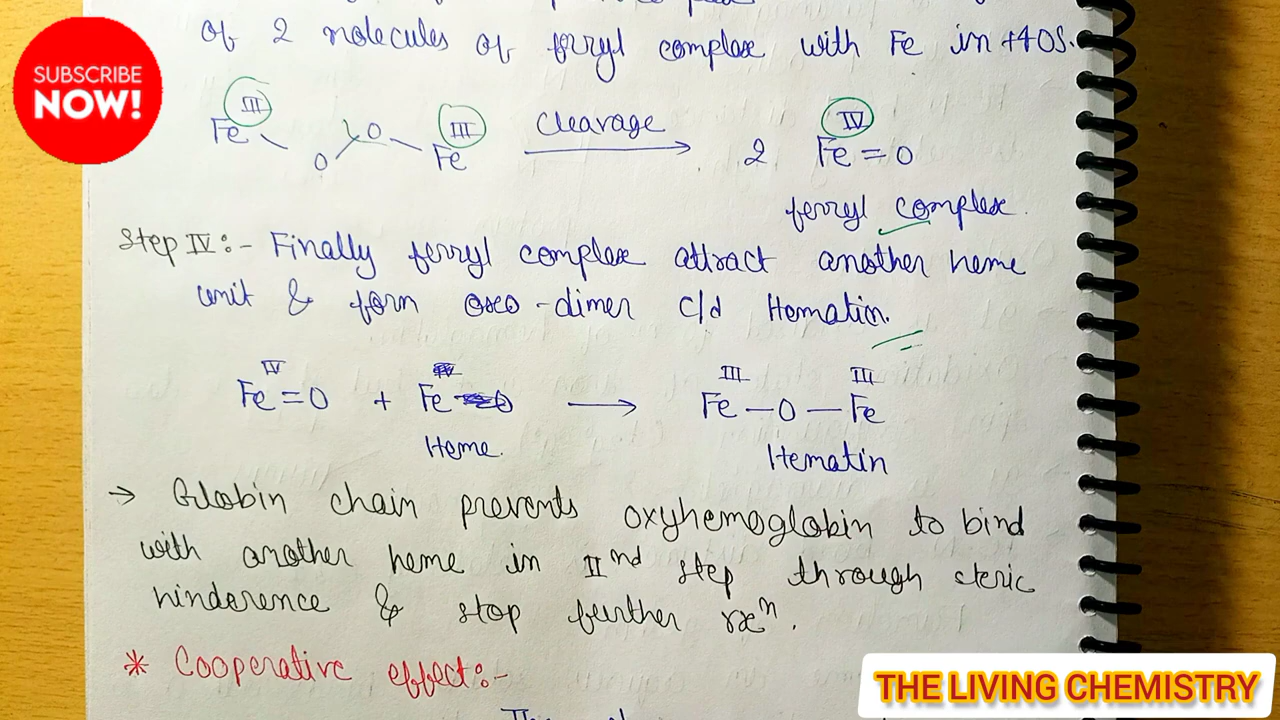 of 2 molecules of ferryl complex with Fe in +4 OS.
SUBSCRIBE
NOW!
III
Fe
O
O
III
Fe
Cleavage
2
IV
Fe = O
ferryl complex.
Step IV :- Finally ferryl complex attract another heme
unit & form oxo-dimer c/d Hematin.
IV
Fe = O + Fe → Fe — O — Fe
III III
Heme.
Hematin
→ Globin chain prevents oxyhemoglobin to bind
with another heme in IInd step through steric
hinderence & stop further rxn.
* Cooperative effect :-
THE LIVING CHEMISTRY